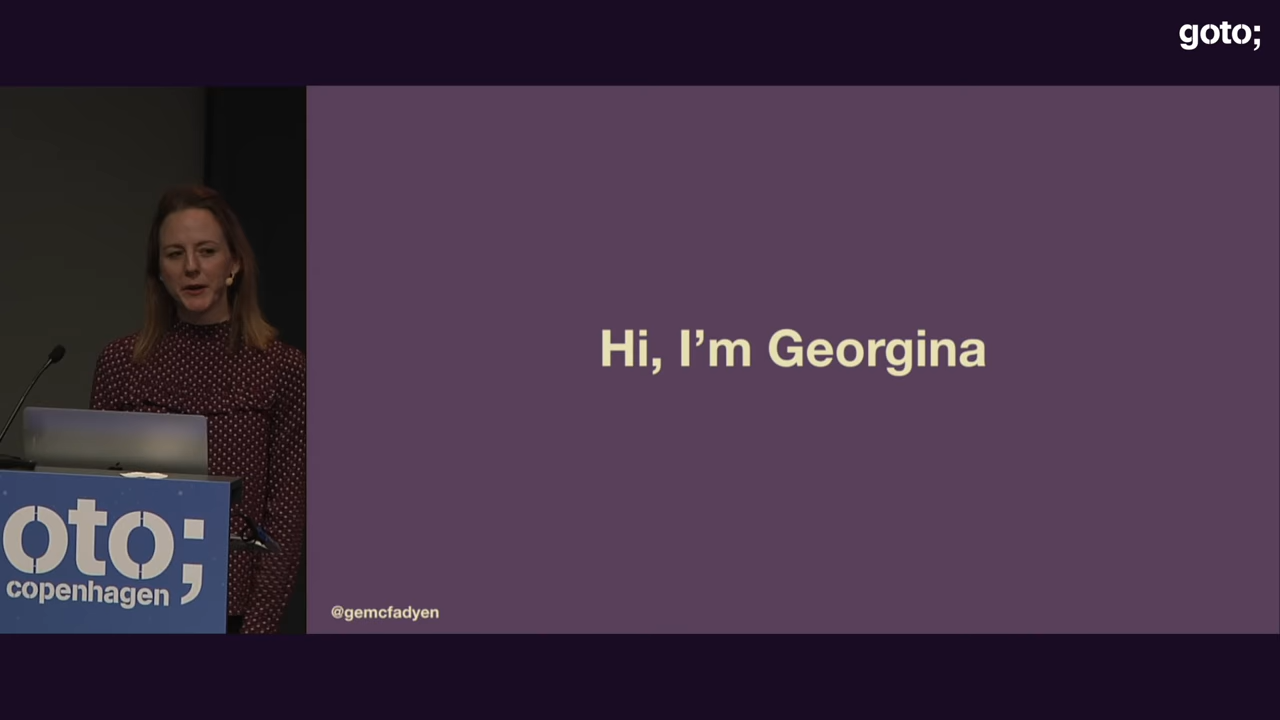 goto;
Hi, I'm Georgina
oto;
copenhagen
@gemcfadyen